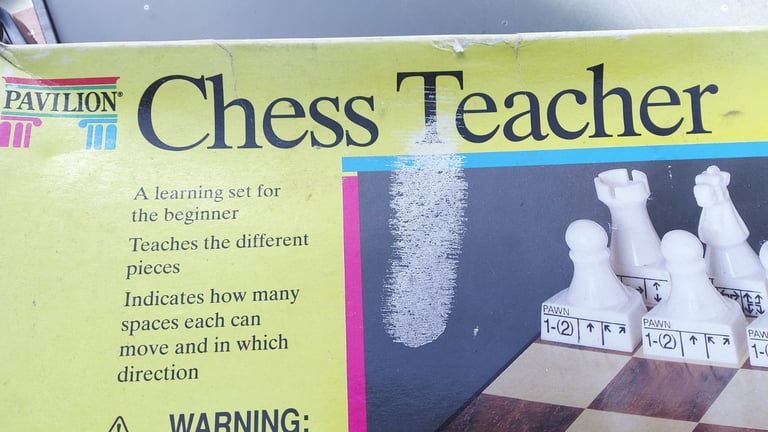 PAVILION®
Chess Teacher
A learning set for
the beginner
Teaches the different
pieces
Indicates how many
spaces each can
move and in which
direction
WARNING:
PAWN
1-(2)
PAWN
1-(2)
PAWN